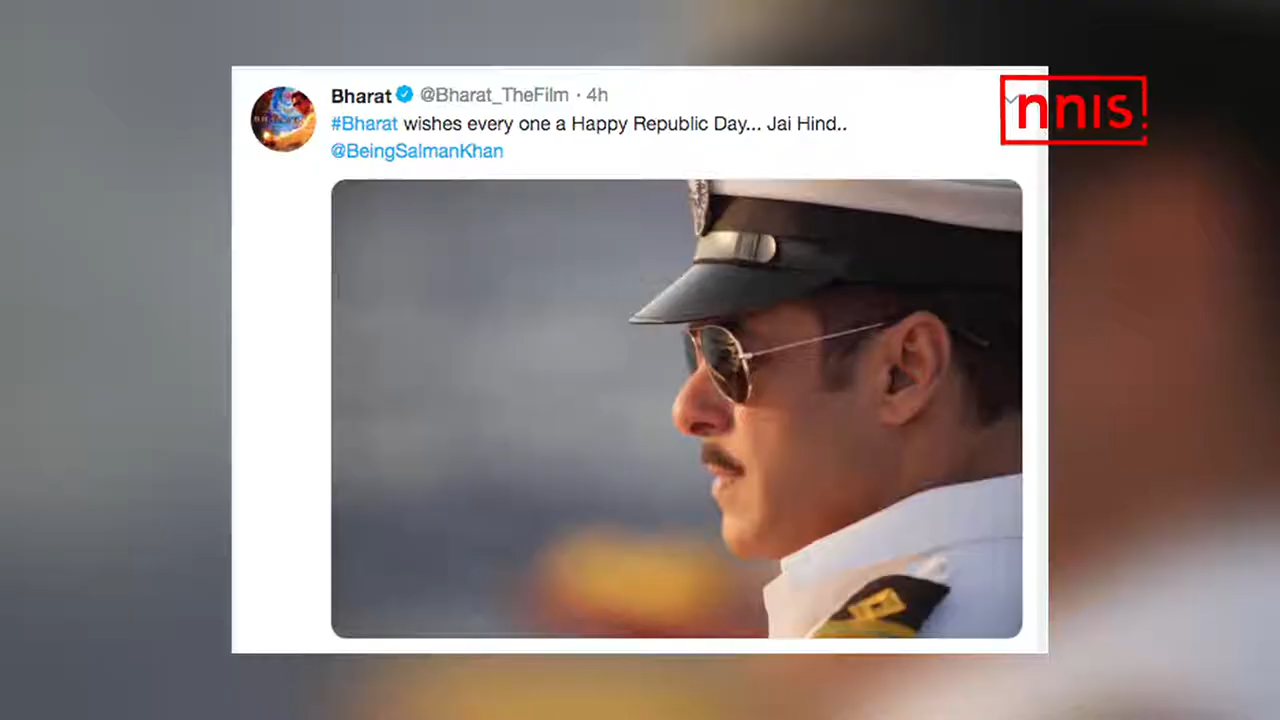 Bharat @Bharat_TheFilm · 4h
#Bharat wishes every one a Happy Republic Day... Jai Hind..
@BeingSalmanKhan
nnis!